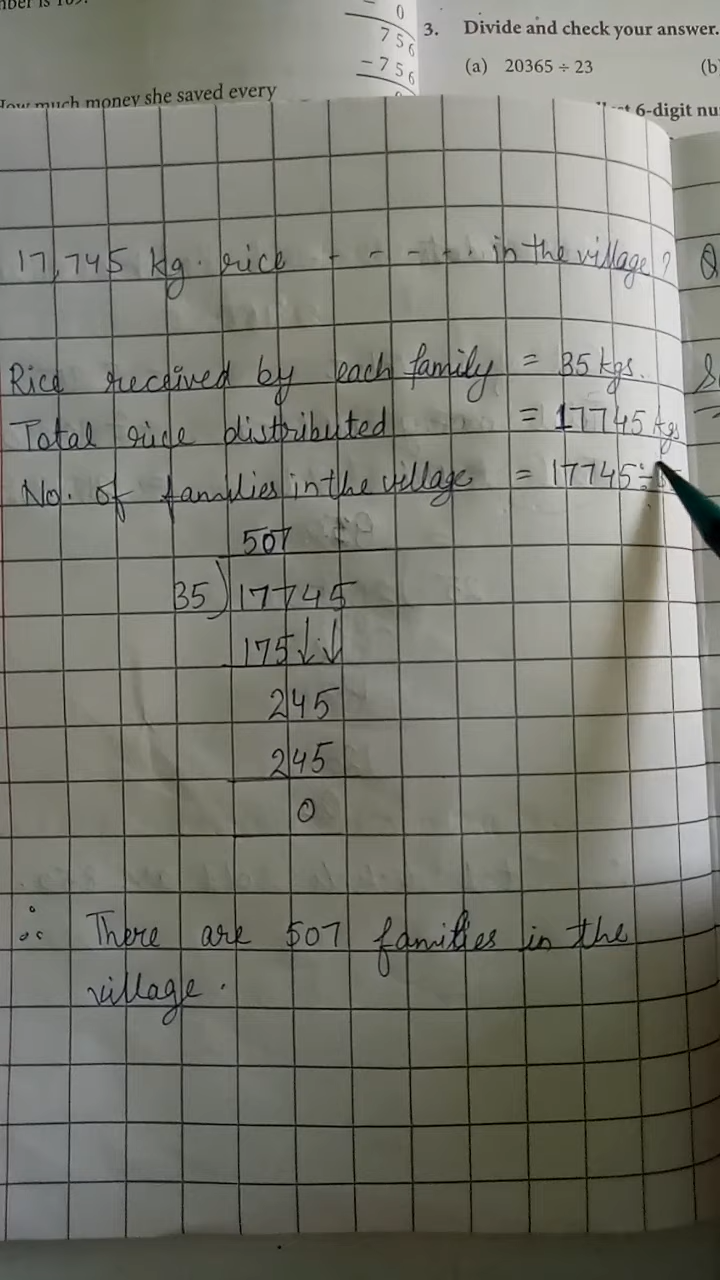 0
756
3. Divide and check your answer.
- 756
(a) 20365 ÷ 23 (b
How much money she saved every
6-digit nu
17,745 kg. rice - - - - . in the village?
Rice received by each family = 35 kgs.
Total rice distributed = 17745 kgs
No. of families in the village = 17745 ÷
507
35 ) 17745
175↓↓
245
245
0
∴ There are 507 families in the
village.